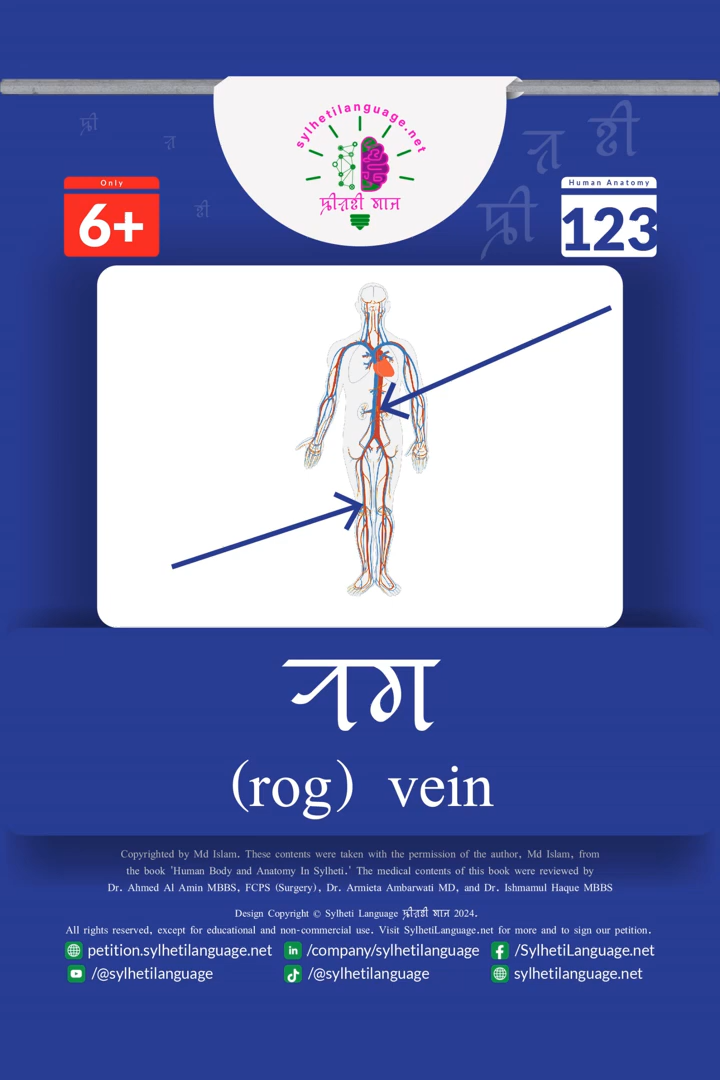 sylhetilanguage.net
ꠍꠤꠟꠐꠤ ꠝꠣꠔ
Only
6+
Human Anatomy
123
ꠞꠉ
(rog) vein
Copyrighted by Md Islam. These contents were taken with the permission of the author, Md Islam, from
the book 'Human Body and Anatomy In Sylheti.' The medical contents of this book were reviewed by
Dr. Ahmed Al Amin MBBS, FCPS (Surgery), Dr. Armieta Ambarwati MD, and Dr. Ishmamul Haque MBBS
Design Copyright © Sylheti Language ꠍꠤꠟꠐꠤ ꠝꠣꠔ 2024.
All rights reserved, except for educational and non-commercial use. Visit SylhetiLanguage.net for more and to sign our petition.
petition.sylhetilanguage.net /company/sylhetilanguage /SylhetiLanguage.net
/@sylhetilanguage /@sylhetilanguage sylhetilanguage.net